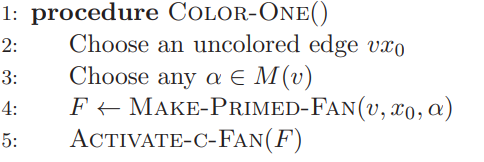 1: procedure COLOR-ONE()
2: Choose an uncolored edge vx₀
3: Choose any α ∈ M(v)
4: F ← MAKE-PRIMED-FAN(v, x₀, α)
5: ACTIVATE-C-FAN(F)